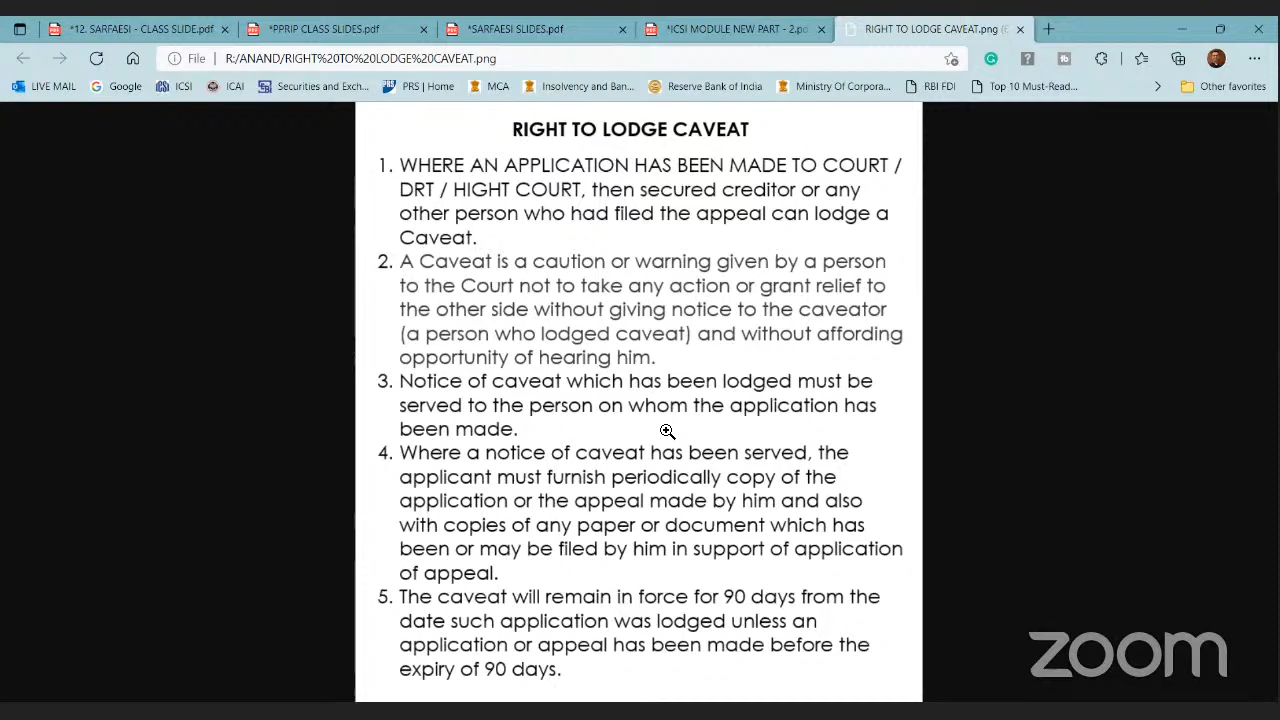 *12. SARFAESI - CLASS SLIDE.pdf
*PPRIP CLASS SLIDES.pdf
*SARFAESI SLIDES.pdf
*ICSI MODULE NEW PART - 2.po
RIGHT TO LODGE CAVEAT.png (
File R:/ANAND/RIGHT%20TO%20LODGE%20CAVEAT.png
LIVE MAIL Google ICSI ICAI Securities and Exch... PRS | Home MCA Insolvency and Ban... Reserve Bank of India Ministry Of Corpora... RBI FDI Top 10 Must-Read... Other favorites
RIGHT TO LODGE CAVEAT
1. WHERE AN APPLICATION HAS BEEN MADE TO COURT /
DRT / HIGHT COURT, then secured creditor or any
other person who had filed the appeal can lodge a
Caveat.
2. A Caveat is a caution or warning given by a person
to the Court not to take any action or grant relief to
the other side without giving notice to the caveator
(a person who lodged caveat) and without affording
opportunity of hearing him.
3. Notice of caveat which has been lodged must be
served to the person on whom the application has
been made.
4. Where a notice of caveat has been served, the
applicant must furnish periodically copy of the
application or the appeal made by him and also
with copies of any paper or document which has
been or may be filed by him in support of application
of appeal.
5. The caveat will remain in force for 90 days from the
date such application was lodged unless an
application or appeal has been made before the
expiry of 90 days.
zoom